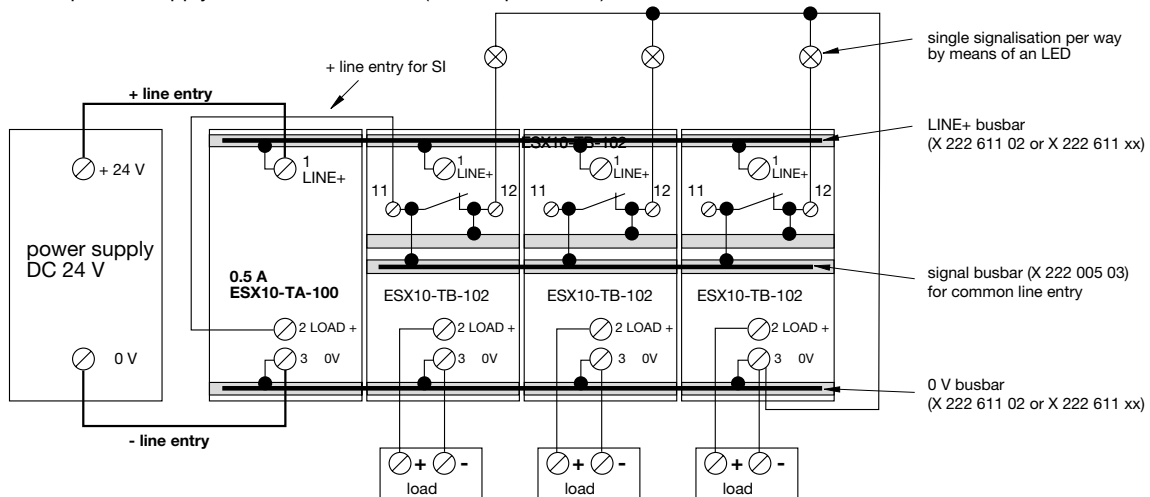 single signalisation per way
by means of an LED
+ line entry for SI
+ line entry
LINE+ busbar
(X 222 611 02 or X 222 611 xx)
ESX10-TB-102
+ 24 V
1
LINE+
1
LINE+
11
12
1
LINE+
11
12
1
LINE+
11
12
power supply
DC 24 V
0.5 A
ESX10-TA-100
signal busbar (X 222 005 03)
for common line entry
ESX10-TB-102
ESX10-TB-102
ESX10-TB-102
2 LOAD +
2 LOAD +
2 LOAD +
2 LOAD +
0 V
3 0V
3 0V
3 0V
3 0V
0 V busbar
(X 222 611 02 or X 222 611 xx)
- line entry
+ -
load
+ -
load
+ -
load